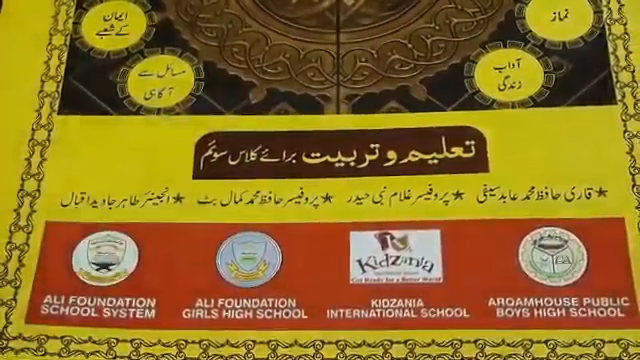 ایمان کے شعبے
نماز
مسائل سے آگاہی
آداب زندگی
تعلیم و تربیت برائے کلاس سوئم
★قاری حافظ محمد عابد سیفی ★پروفیسر غلام نبی حیدر ★پروفیسر حافظ محمد کمال بٹ ★انجینئر طاہر جاوید اقبال
Kidzania
Get Ready for a Better World
ALI FOUNDATION
SCHOOL SYSTEM
ALI FOUNDATION
GIRLS HIGH SCHOOL
KIDZANIA
INTERNATIONAL SCHOOL
ARQAMHOUSE PUBLIC
BOYS HIGH SCHOOL